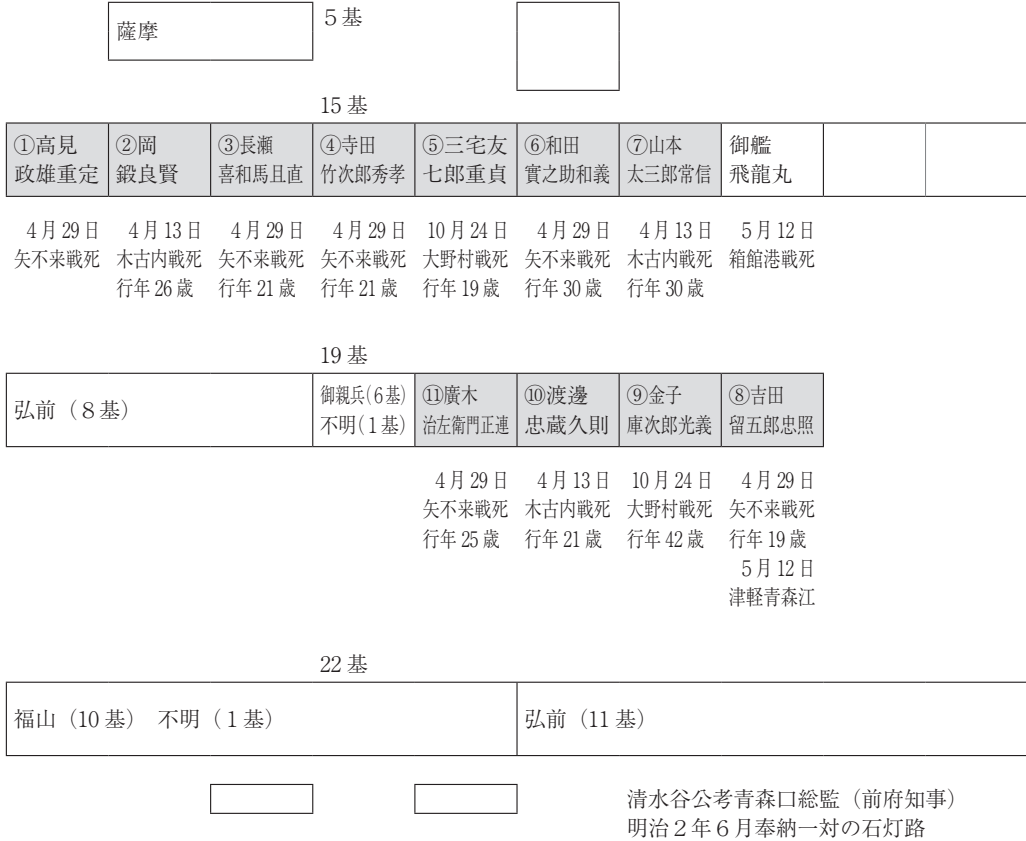 薩摩
5基
15基
①高見
政雄重定
②岡
鍛良賢
③長瀬
喜和馬且直
④寺田
竹次郎秀孝
⑤三宅友
七郎重貞
⑥和田
實之助和義
⑦山本
太三郎常信
御艦
飛龍丸
4月29日
矢不来戦死
4月13日
木古内戦死
行年26歳
4月29日
矢不来戦死
行年21歳
4月29日
矢不来戦死
行年21歳
10月24日
大野村戦死
行年19歳
4月29日
矢不来戦死
行年30歳
4月13日
木古内戦死
行年30歳
5月12日
箱館港戦死
19基
弘前（8基）
御親兵(6基)
不明(1基)
⑪廣木
治左衛門正連
⑩渡邊
忠蔵久則
⑨金子
庫次郎光義
⑧吉田
留五郎忠照
4月29日
矢不来戦死
行年25歳
4月13日
木古内戦死
行年21歳
10月24日
大野村戦死
行年42歳
4月29日
矢不来戦死
行年19歳
5月12日
津軽青森江
22基
福山（10基）　不明（1基）
弘前（11基）
清水谷公考青森口総監（前府知事）
明治2年6月奉納一対の石灯路